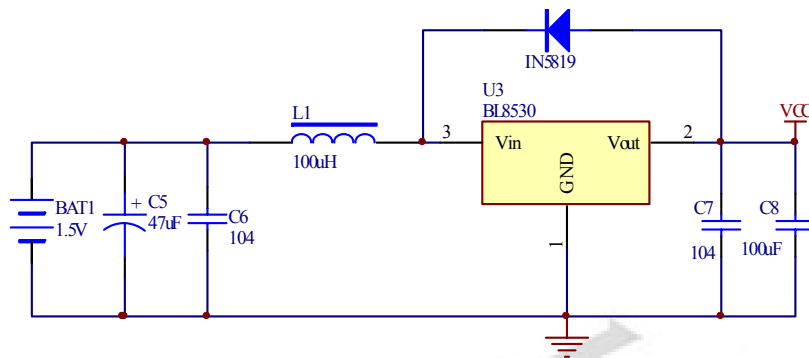 IN5819
U3
BL8530
VCC
L1
100uH
3
Vin
Vout
2
GND
1
BAT1
1.5V
+
C5
47uF
C6
104
C7
104
C8
100uF